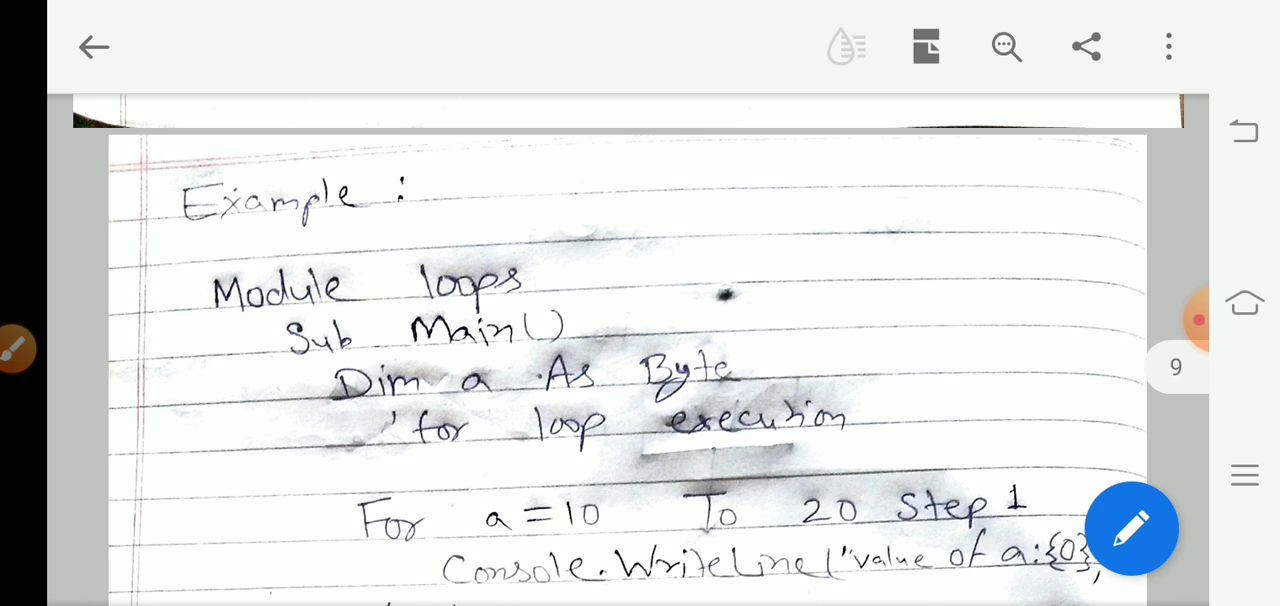 Example :
Module loops
Sub Main()
Dim a As Byte
' for loop execution
For a = 10 To 20 Step 1
Console.WriteLine("value of a:{0}",
9